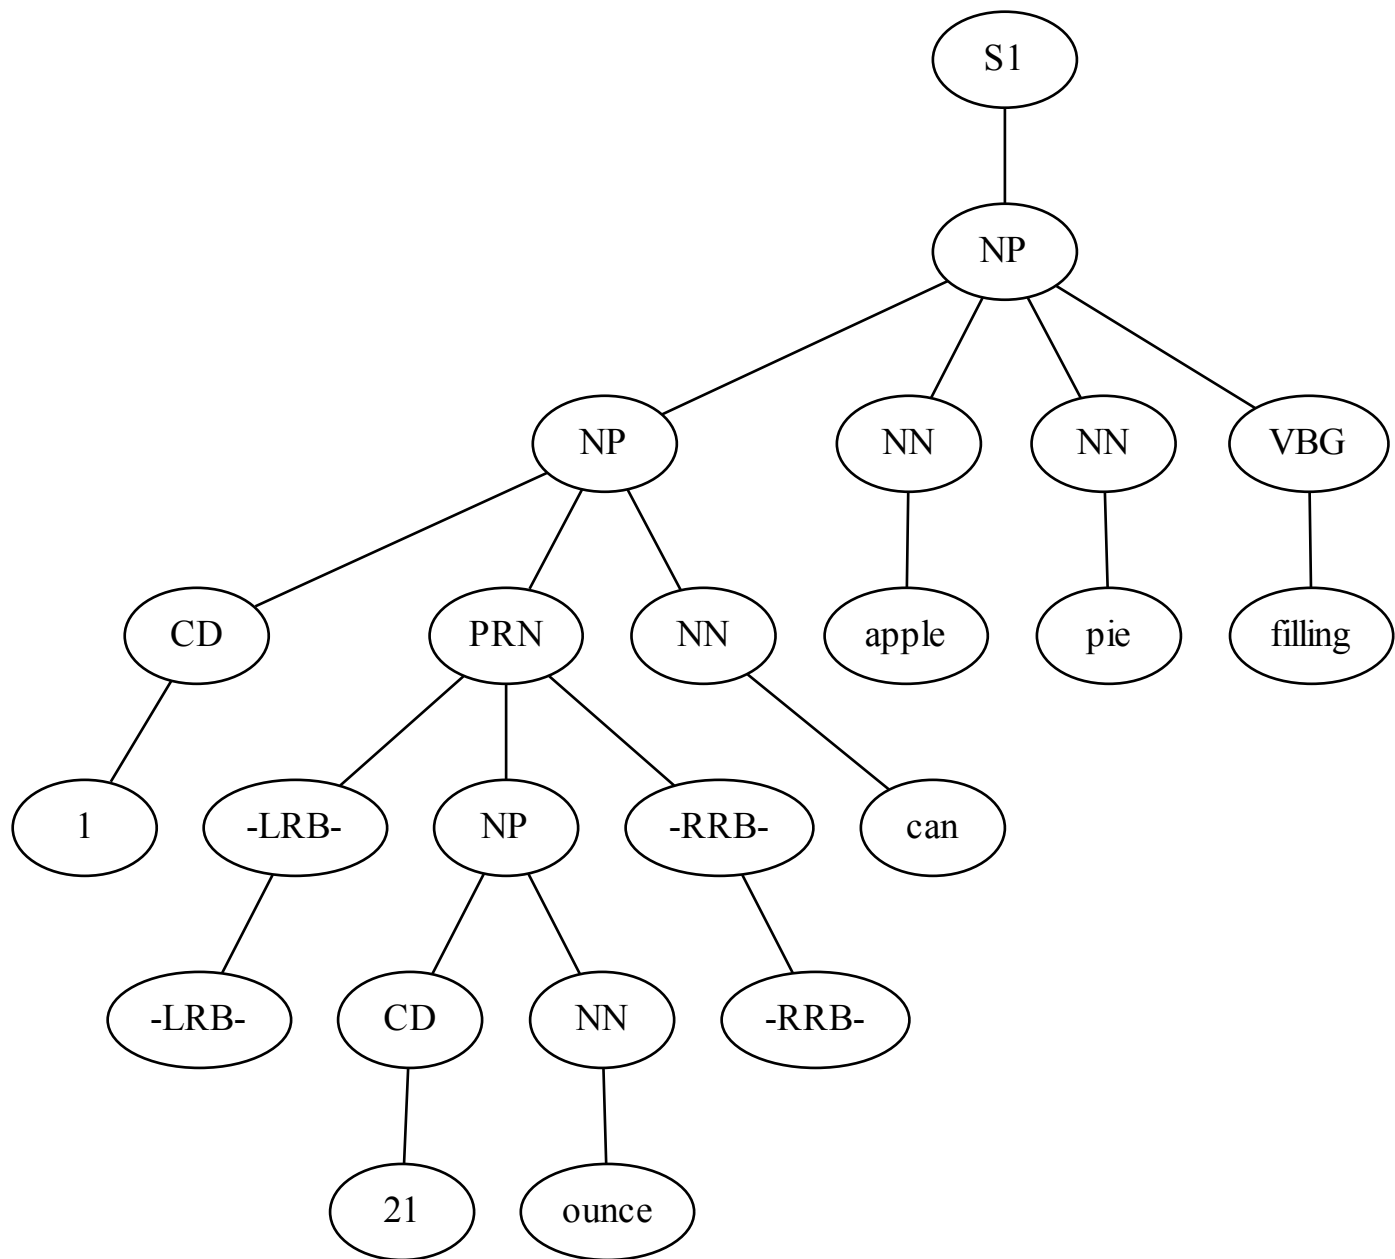 S1
NP
NP NN NN VBG
CD PRN NN apple pie filling
1 -LRB- NP -RRB- can
-LRB- CD NN -RRB-
21 ounce